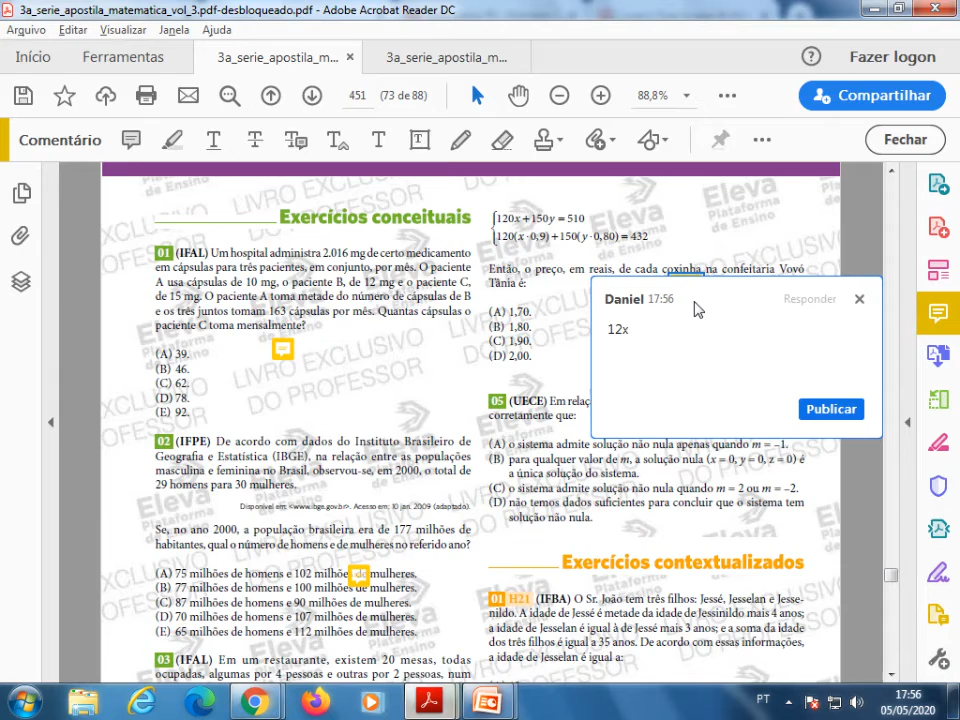 3a_serie_apostila_matematica_vol_3.pdf-desbloqueado.pdf - Adobe Acrobat Reader DC
Arquivo Editar Visualizar Janela Ajuda
Início Ferramentas 3a_serie_apostila_m... × 3a_serie_apostila_m... Fazer logon
451 (73 de 88) 88,8% Compartilhar
Comentário Fechar
Exercícios conceituais
01 (IFAL) Um hospital administra 2.016 mg de certo medicamento
em cápsulas para três pacientes, em conjunto, por mês. O paciente
A usa cápsulas de 10 mg, o paciente B, de 12 mg e o paciente C,
de 15 mg. O paciente A toma metade do número de cápsulas de B
e os três juntos tomam 163 cápsulas por mês. Quantas cápsulas o
paciente C toma mensalmente?
(A) 39.
(B) 46.
(C) 62.
(D) 78.
(E) 92.
02 (IFPE) De acordo com dados do Instituto Brasileiro de
Geografia e Estatística (IBGE), na relação entre as populações
masculina e feminina no Brasil, observou-se, em 2000, o total de
29 homens para 30 mulheres.
Disponível em: <www.ibge.gov.br>. Acesso em: 10 jan. 2009 (adaptado).
Se, no ano 2000, a população brasileira era de 177 milhões de
habitantes, qual o número de homens e de mulheres no referido ano?
(A) 75 milhões de homens e 102 milhões de mulheres.
(B) 77 milhões de homens e 100 milhões de mulheres.
(C) 87 milhões de homens e 90 milhões de mulheres.
(D) 70 milhões de homens e 107 milhões de mulheres.
(E) 65 milhões de homens e 112 milhões de mulheres.
03 (IFAL) Em um restaurante, existem 20 mesas, todas
ocupadas, algumas por 4 pessoas e outras por 2 pessoas, num
120x + 150y = 510
120(x · 0,9) + 150(y · 0,80) = 432
Então, o preço, em reais, de cada coxinha na confeitaria Vovó
Tânia é:
(A) 1,70.
(B) 1,80.
(C) 1,90.
(D) 2,00.
Daniel 17:56 Responder
12x
Publicar
05 (UECE) Em relaç
corretamente que:
(A) o sistema admite solução não nula apenas quando m = –1.
(B) para qualquer valor de m, a solução nula (x = 0, y = 0, z = 0) é
a única solução do sistema.
(C) o sistema admite solução não nula quando m = 2 ou m = –2.
(D) não temos dados suficientes para concluir que o sistema tem
solução não nula.
Exercícios contextualizados
01 H21 (IFBA) O Sr. João tem três filhos: Jessé, Jesselan e Jesse-
nildo. A idade de Jessé é metade da idade de Jessinildo mais 4 anos;
a idade de Jesselan é igual à de Jessé mais 3 anos; e a soma da idade
dos três filhos é igual a 35 anos. De acordo com essas informações,
a idade de Jesselan é igual a:
LIVRO EXCLUSIVO
DO PROFESSOR
Eleva
Plataforma
de Ensino
PT 17:56
05/05/2020